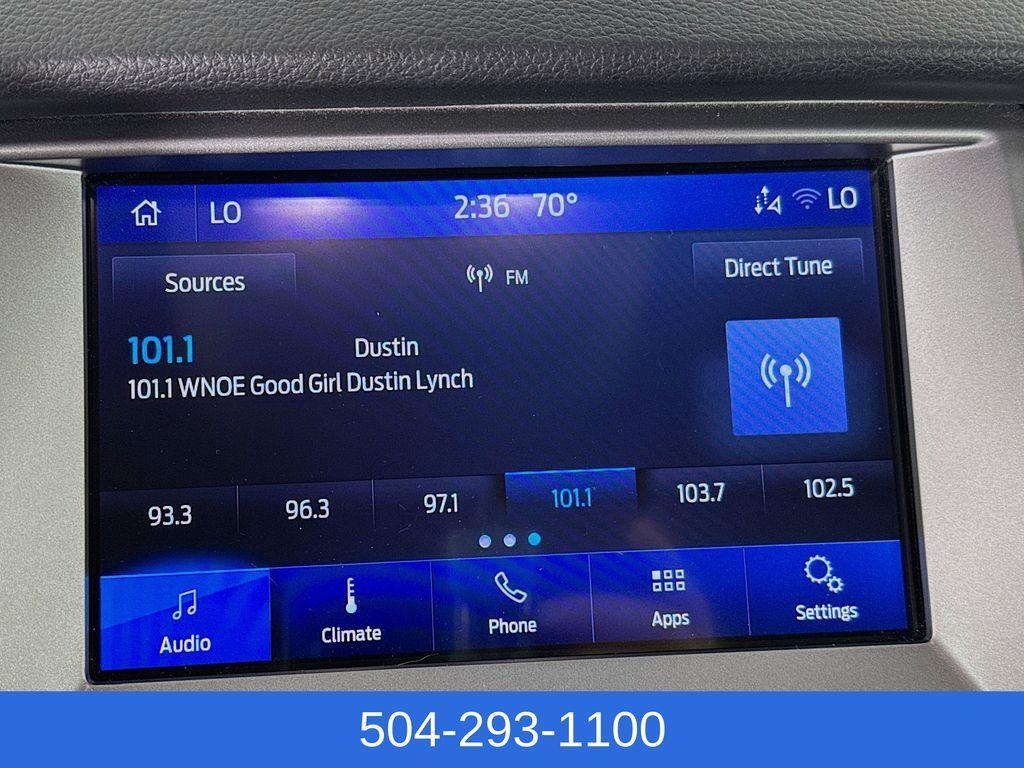 LO 2:36 70° LO
Sources FM Direct Tune
101.1 Dustin
101.1 WNOE Good Girl Dustin Lynch
93.3 96.3 97.1 101.1 103.7 102.5
Audio Climate Phone Apps Settings
504-293-1100